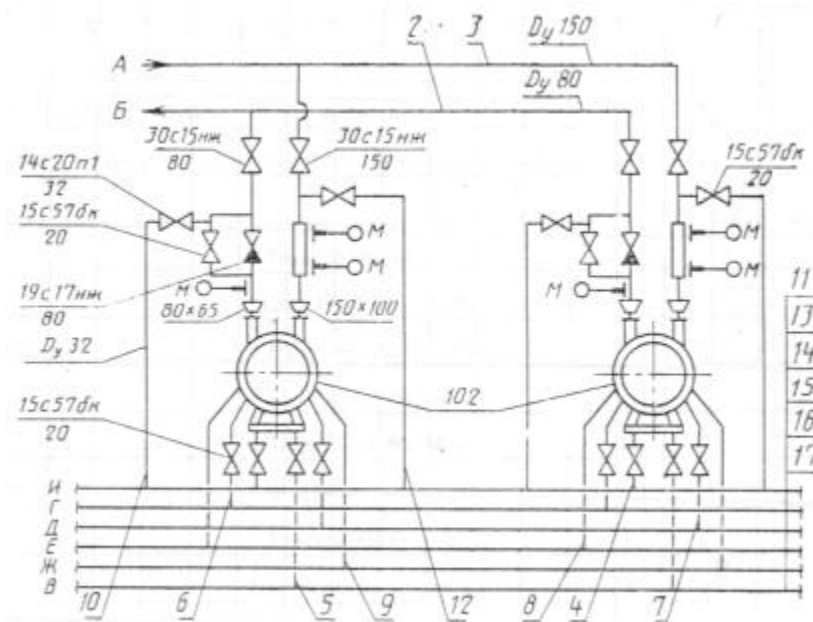 2 · 3 Dу 150
А
Dу 80
Б
30с15нж
80
30с15нж
150
14с20п1
32
15с57бк
20
15с57бк
20
М
М
М
М
19с17нж
80
М
М
80×65
150×100
Dу 32
15с57бк
20
102
11
13
14
15
16
17
И
Г
Д
Е
Ж
В
10 6 5 9 12 8 4 7